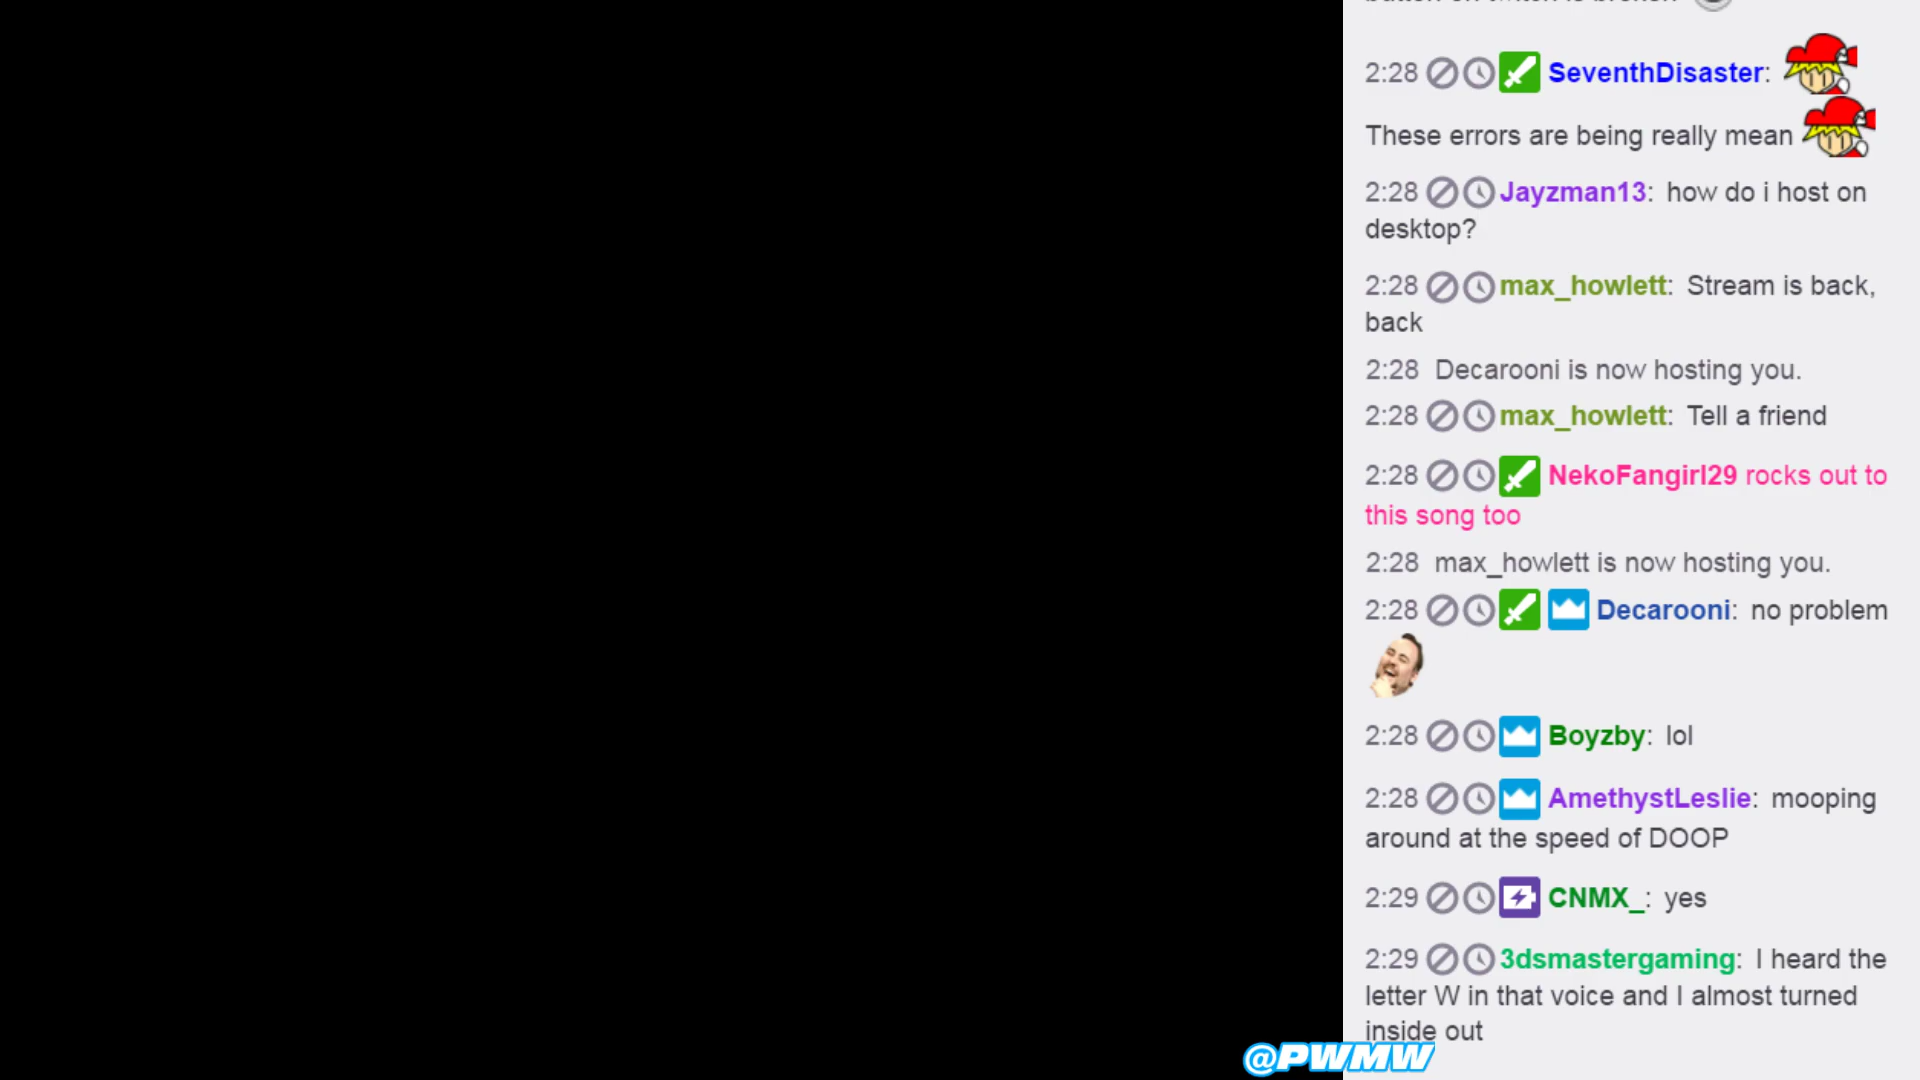 2:28 SeventhDisaster:
These errors are being really mean
2:28 Jayzman13: how do i host on
desktop?
2:28 max_howlett: Stream is back,
back
2:28 Decarooni is now hosting you.
2:28 max_howlett: Tell a friend
2:28 NekoFangirl29 rocks out to
this song too
2:28 max_howlett is now hosting you.
2:28 Decarooni: no problem
2:28 Boyzby: lol
2:28 AmethystLeslie: mooping
around at the speed of DOOP
2:29 CNMX_: yes
2:29 3dsmastergaming: I heard the
letter W in that voice and I almost turned
inside out
@PWMW